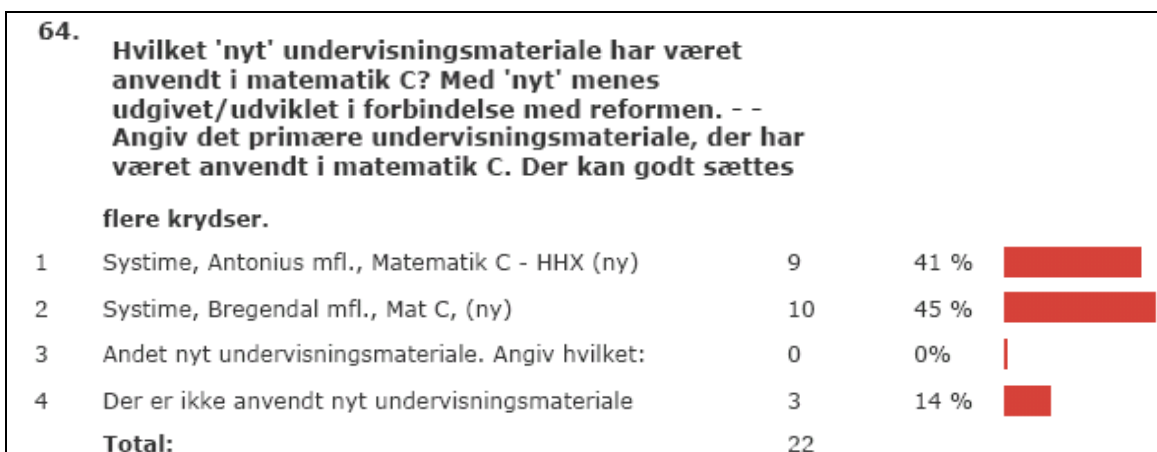 64.
Hvilket 'nyt' undervisningsmateriale har været
anvendt i matematik C? Med 'nyt' menes
udgivet/udviklet i forbindelse med reformen. - -
Angiv det primære undervisningsmateriale, der har
været anvendt i matematik C. Der kan godt sættes
flere krydser.
1 Systime, Antonius mfl., Matematik C - HHX (ny) 9 41 %
2 Systime, Bregendal mfl., Mat C, (ny) 10 45 %
3 Andet nyt undervisningsmateriale. Angiv hvilket: 0 0%
4 Der er ikke anvendt nyt undervisningsmateriale 3 14 %
Total: 22